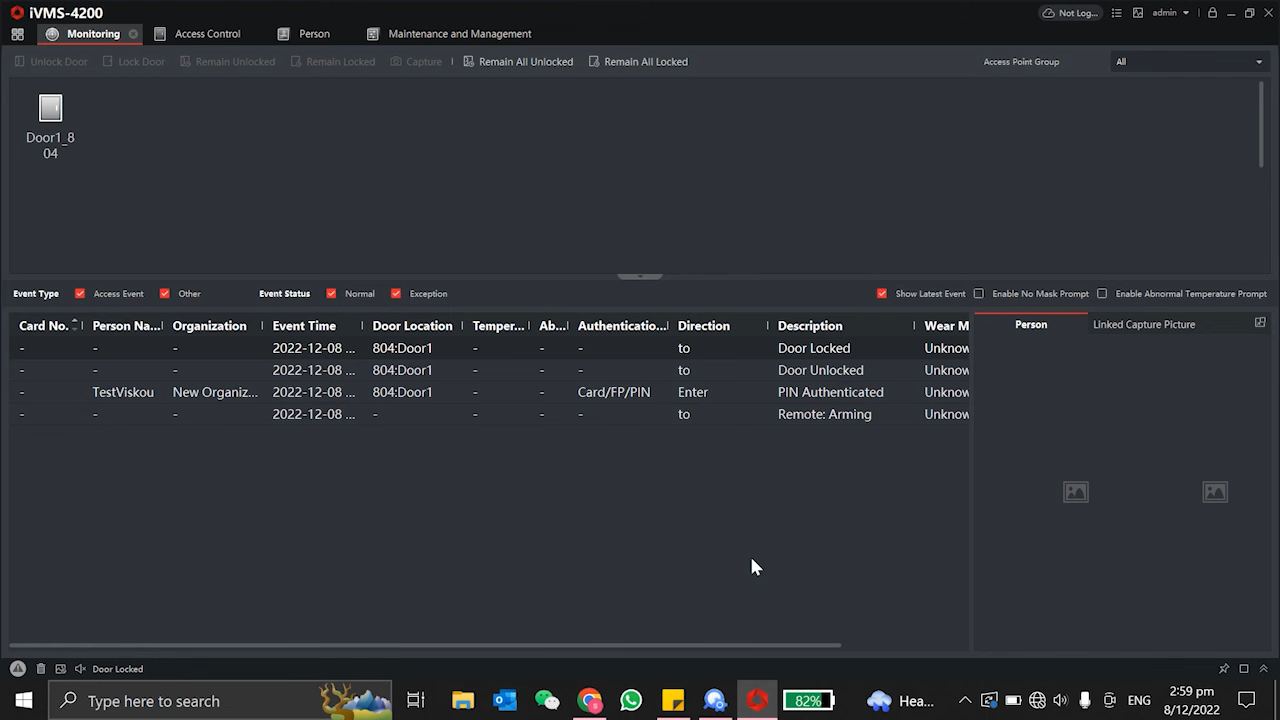 iVMS-4200
Not Log... admin
Monitoring Access Control Person Maintenance and Management
Unlock Door Lock Door Remain Unlocked Remain Locked Capture Remain All Unlocked Remain All Locked Access Point Group All
Door1_8
04
Event Type Access Event Other Event Status Normal Exception Show Latest Event Enable No Mask Prompt Enable Abnormal Temperature Prompt
Card No. Person Na... Organization Event Time Door Location Temper... Ab... Authenticatio... Direction Description Wear M Person Linked Capture Picture
- - - 2022-12-08 ... 804:Door1 - - - to Door Locked Unknow
- - - 2022-12-08 ... 804:Door1 - - - to Door Unlocked Unknow
- TestViskou New Organiz... 2022-12-08 ... 804:Door1 - - Card/FP/PIN Enter PIN Authenticated Unknow
- - - 2022-12-08 ... - - - - to Remote: Arming Unknow
Door Locked
Type here to search 82% Hea... ENG 2:59 pm
8/12/2022